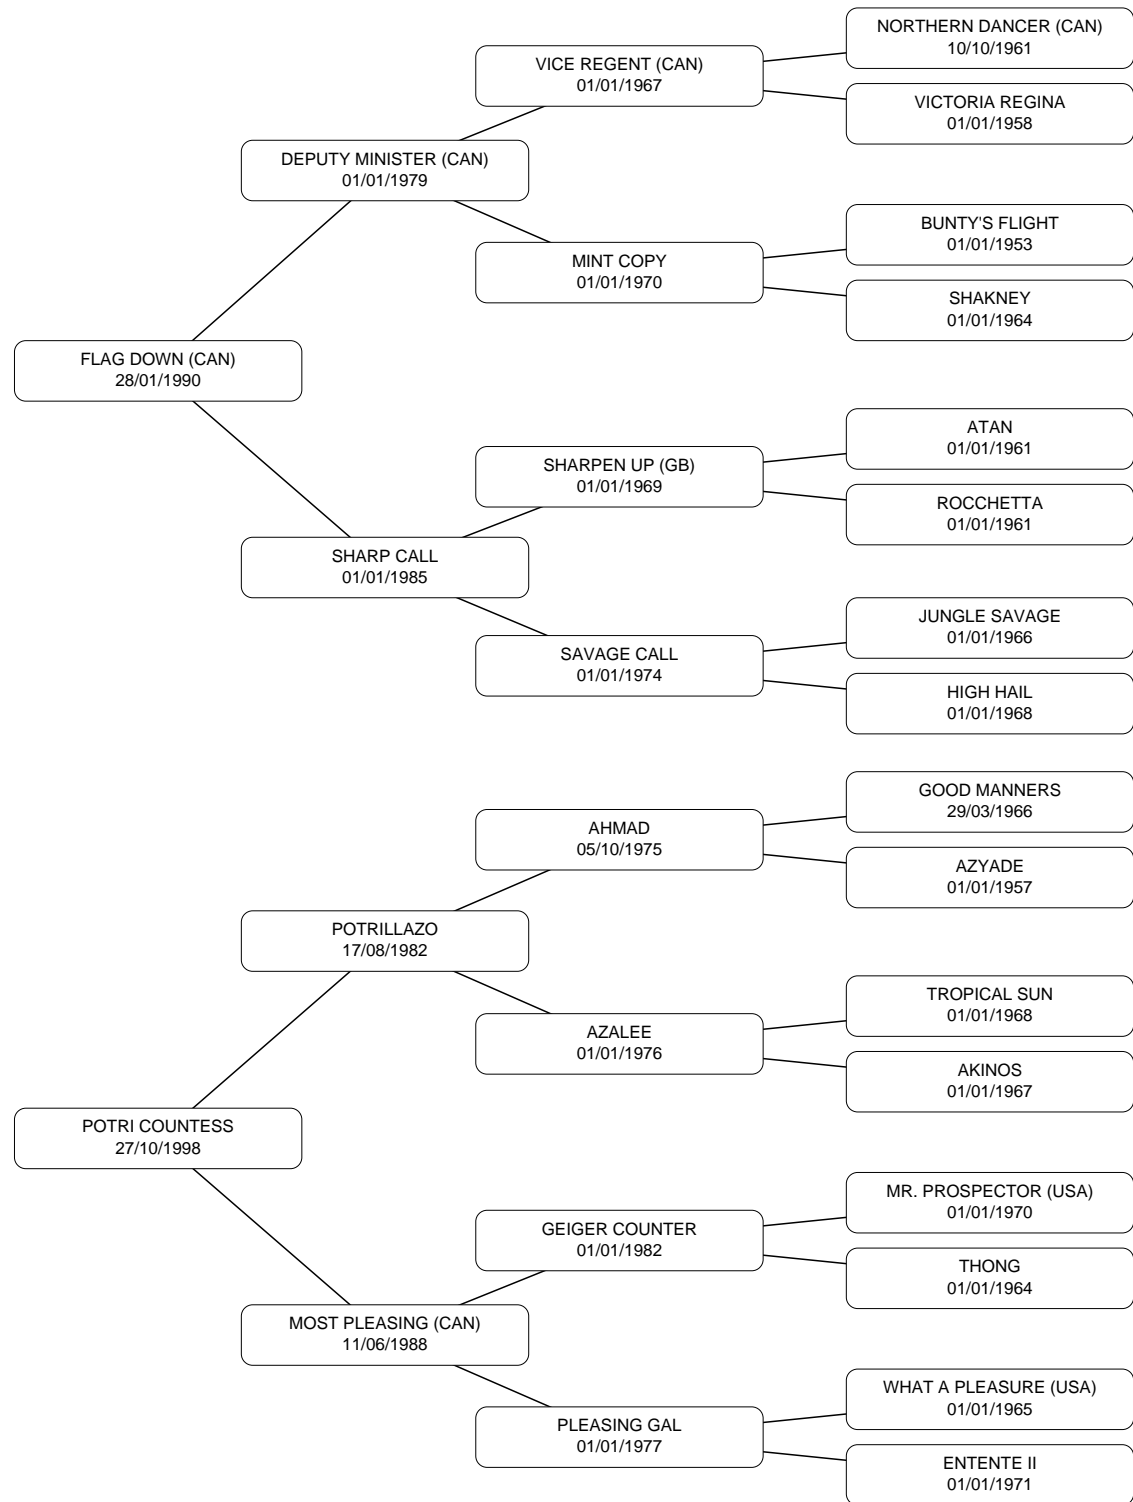 NORTHERN DANCER (CAN)
10/10/1961
VICE REGENT (CAN)
01/01/1967
VICTORIA REGINA
01/01/1958
DEPUTY MINISTER (CAN)
01/01/1979
BUNTY'S FLIGHT
01/01/1953
MINT COPY
01/01/1970
SHAKNEY
01/01/1964
FLAG DOWN (CAN)
28/01/1990
ATAN
01/01/1961
SHARPEN UP (GB)
01/01/1969
ROCCHETTA
01/01/1961
SHARP CALL
01/01/1985
JUNGLE SAVAGE
01/01/1966
SAVAGE CALL
01/01/1974
HIGH HAIL
01/01/1968
GOOD MANNERS
29/03/1966
AHMAD
05/10/1975
AZYADE
01/01/1957
POTRILLAZO
17/08/1982
TROPICAL SUN
01/01/1968
AZALEE
01/01/1976
AKINOS
01/01/1967
POTRI COUNTESS
27/10/1998
MR. PROSPECTOR (USA)
01/01/1970
GEIGER COUNTER
01/01/1982
THONG
01/01/1964
MOST PLEASING (CAN)
11/06/1988
WHAT A PLEASURE (USA)
01/01/1965
PLEASING GAL
01/01/1977
ENTENTE II
01/01/1971